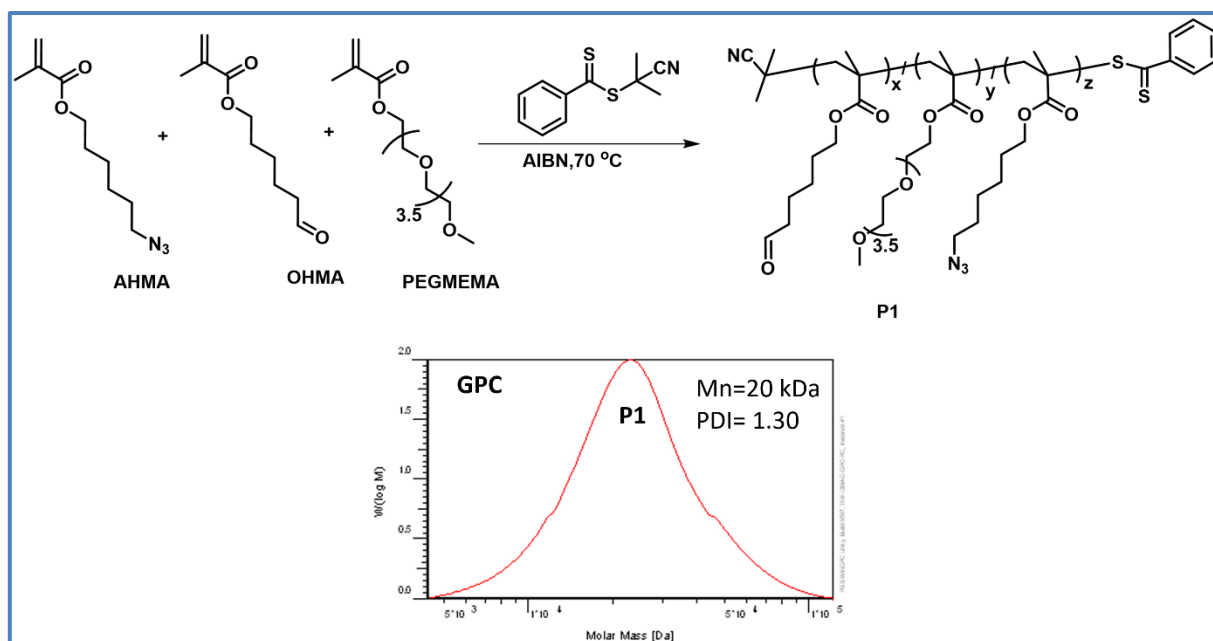 O
O
N3
AHMA
+
O
O
O
OHMA
+
O
O
O
3.5
O
PEGMEMA
S
S
CN
AIBN,70 °C
NC
x
y
z
S
S
O
O
O
O
O
O
O
O
O
3.5
N3
P1
GPC
P1
Mn=20 kDa
PDI= 1.30
W(log M)
2.0
1.5
1.0
0.5
0.0
5*10 3
1*10 4
5*10 4
1*10 5
Molar Mass [Da]